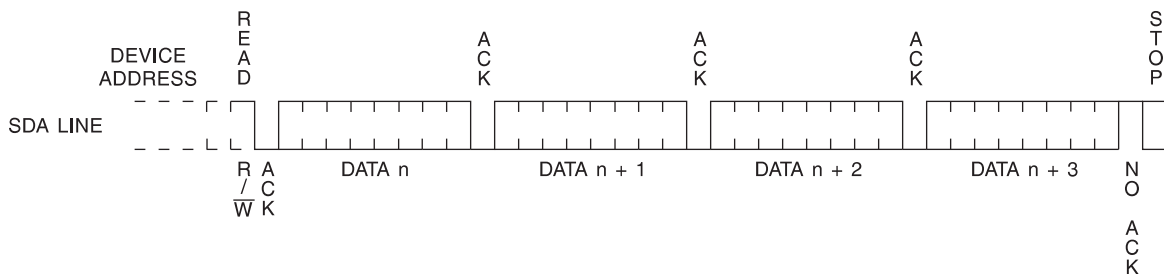 READ
ACK
ACK
ACK
STOP
DEVICE
ADDRESS
SDA LINE
R/W̅
ACK
DATA n
DATA n + 1
DATA n + 2
DATA n + 3
NO ACK